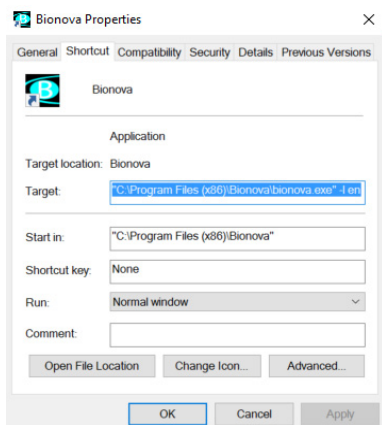 Bionova Properties
General Shortcut Compatibility Security Details Previous Versions
B
Bionova
Application
Target location: Bionova
Target: "C:\Program Files (x86)\Bionova\bionova.exe" -l en
Start in: "C:\Program Files (x86)\Bionova"
Shortcut key: None
Run: Normal window
Comment:
Open File Location Change Icon... Advanced...
OK Cancel Apply